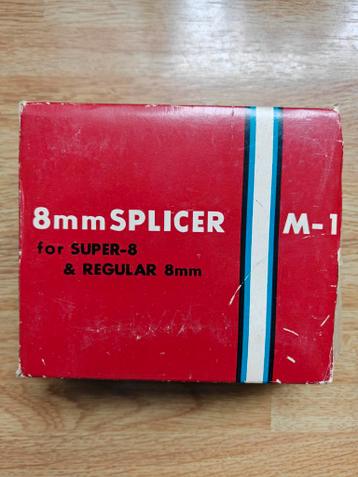 8mm SPLICER M-1
for SUPER-8
& REGULAR 8mm